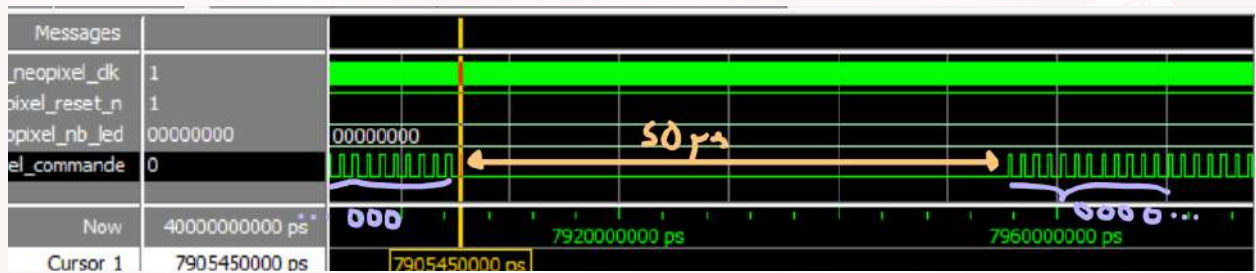 Messages
_neopixel_clk 1
pixel_reset_n 1
opixel_nb_led 00000000 00000000
el_commande 0
50 µs
000 0000...
Now 40000000000 ps 7920000000 ps 7960000000 ps
Cursor 1 7905450000 ps 7905450000 ps